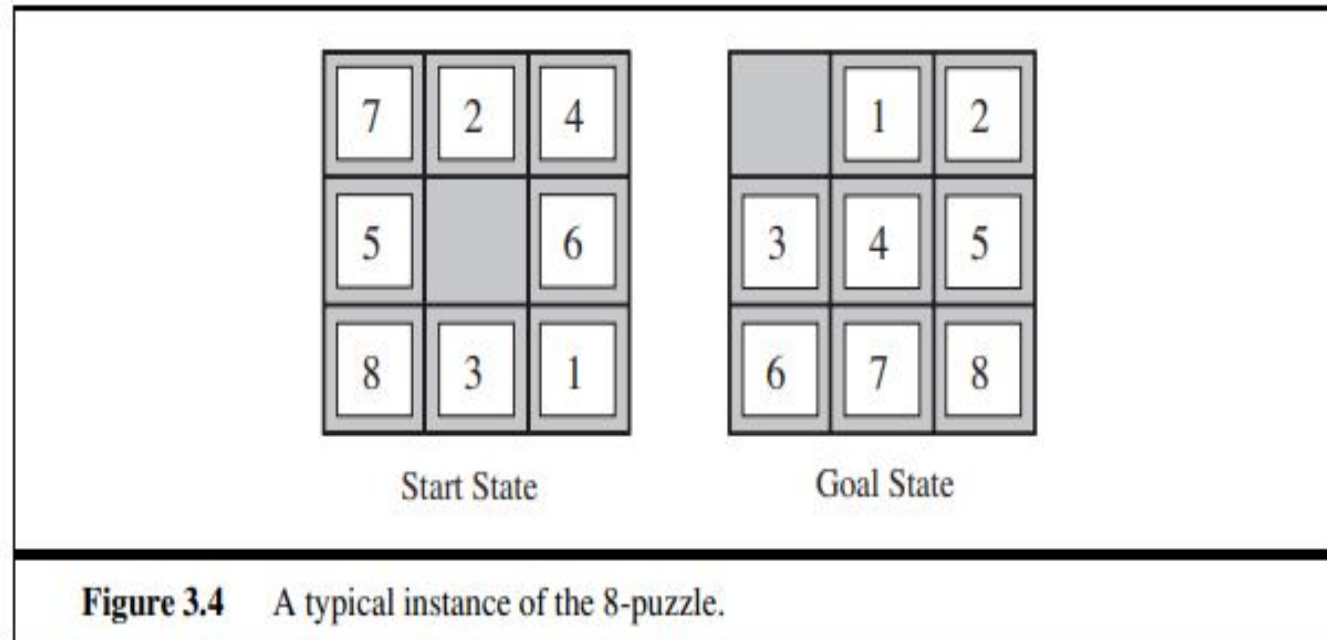 7 2 4
5 6
8 3 1
Start State
1 2
3 4 5
6 7 8
Goal State
Figure 3.4 A typical instance of the 8-puzzle.